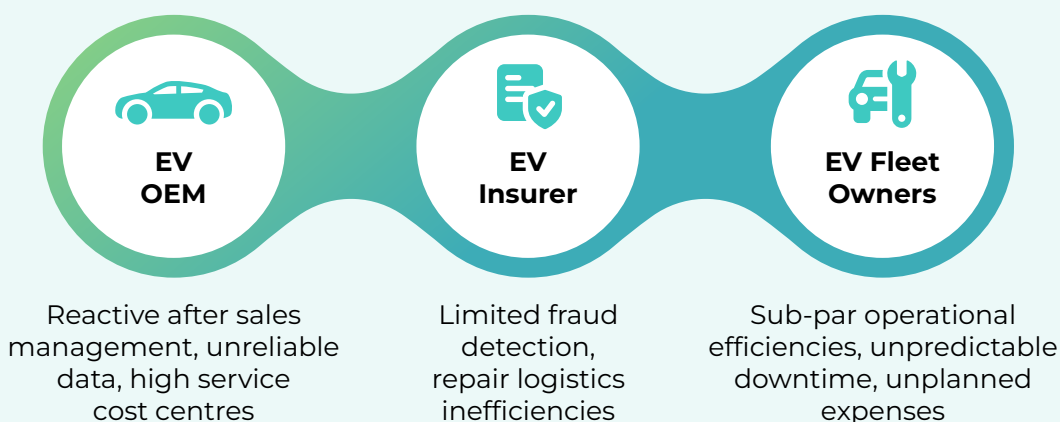 EV
OEM
EV
Insurer
EV Fleet
Owners
Reactive after sales
management, unreliable
data, high service
cost centres
Limited fraud
detection,
repair logistics
inefficiencies
Sub-par operational
efficiencies, unpredictable
downtime, unplanned
expenses